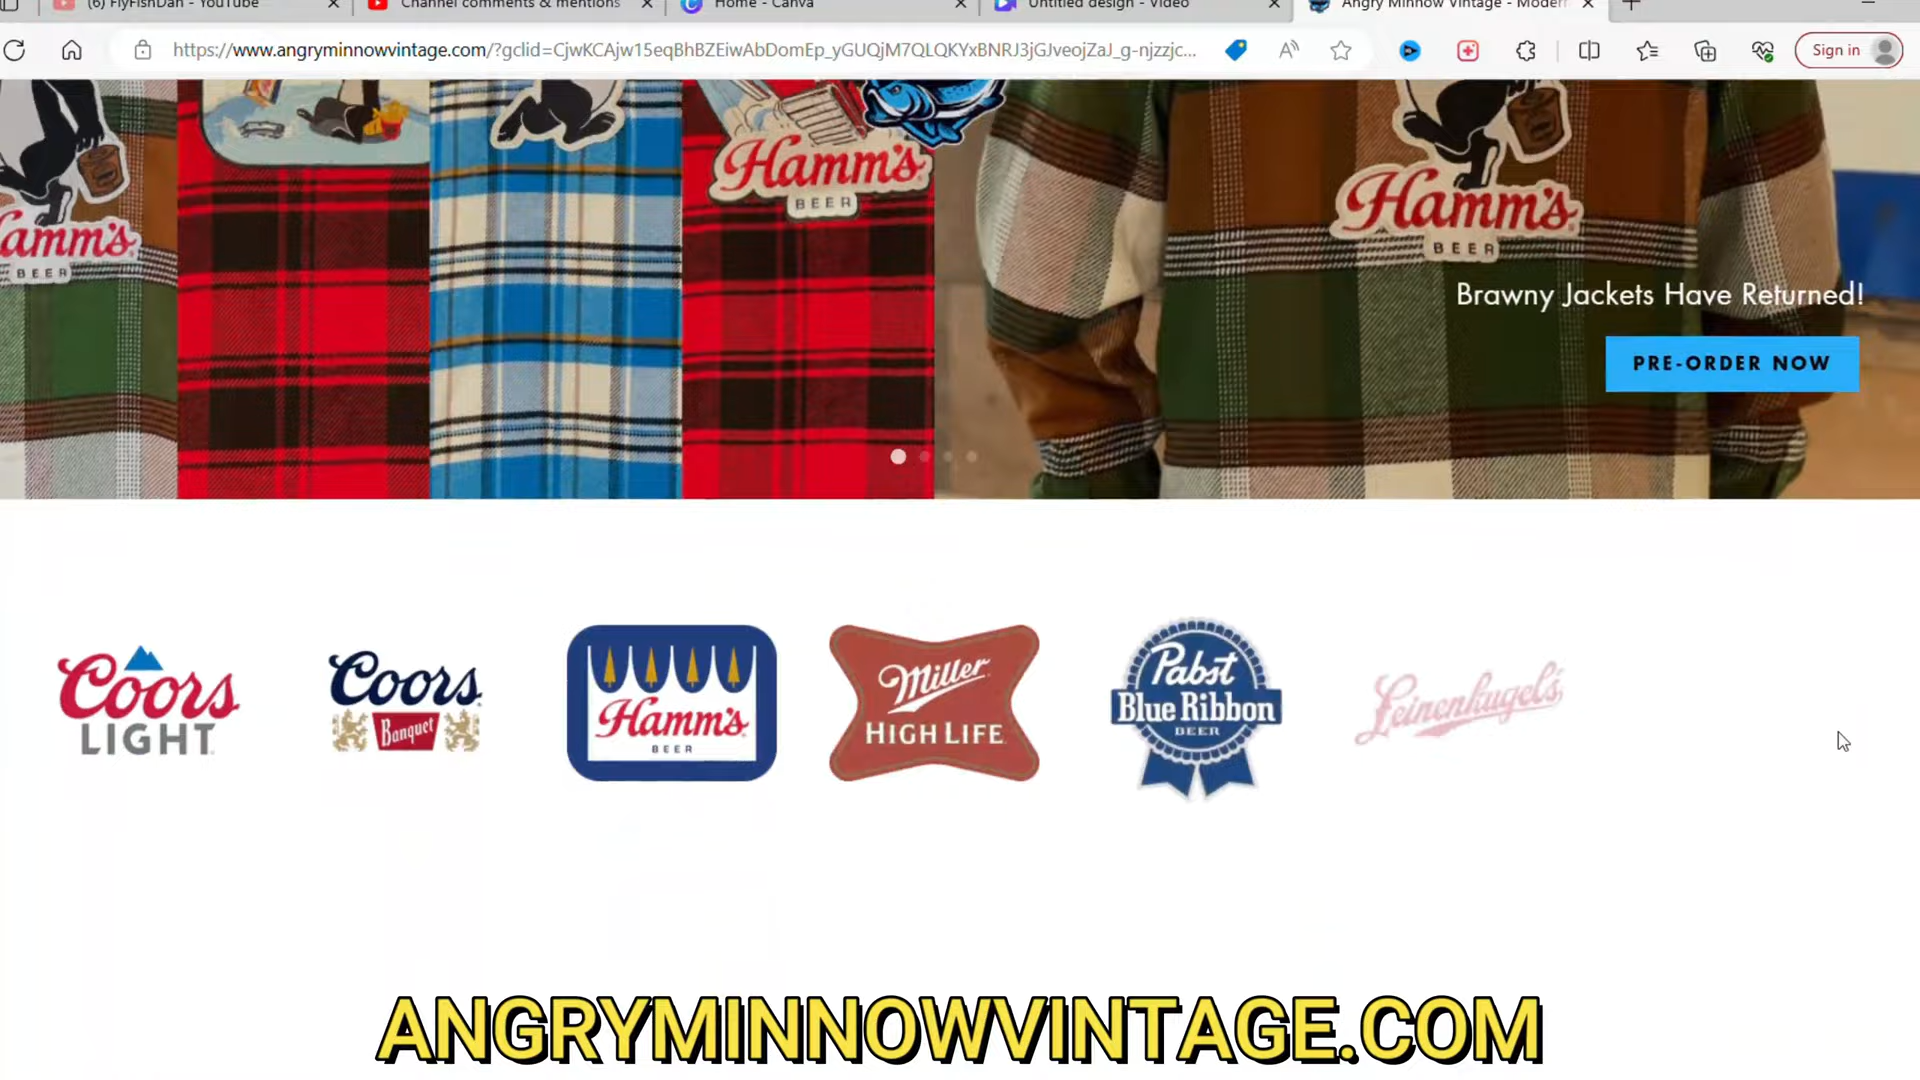 (6) FlyFishDan - YouTube
Channel comments & mentions
Home - Canva
Untitled design - Video
Angry Minnow Vintage - Modern
https://www.angryminnowvintage.com/?gclid=CjwKCAjw15eqBhBZEiwAbDomEp_yGUQjM7QLQKYxBNRJ3jGJveojZaJ_g-njzzjc...
Sign in
Hamm's
BEER
amm's
BEER
Hamm's
BEER
Brawny Jackets Have Returned!
PRE-ORDER NOW
Coors
LIGHT
Coors
Banquet
Hamm's
BEER
Miller
HIGH LIFE
Pabst
Blue Ribbon
BEER
Leinenkugel's
ANGRYMINNOWVINTAGE.COM